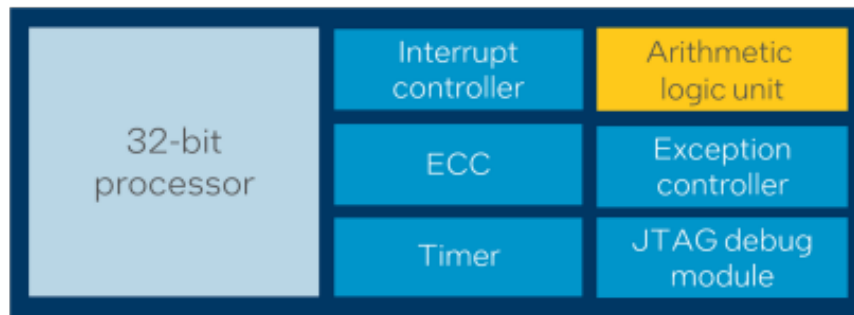 32-bit
processor
Interrupt
controller
Arithmetic
logic unit
ECC
Exception
controller
Timer
JTAG debug
module